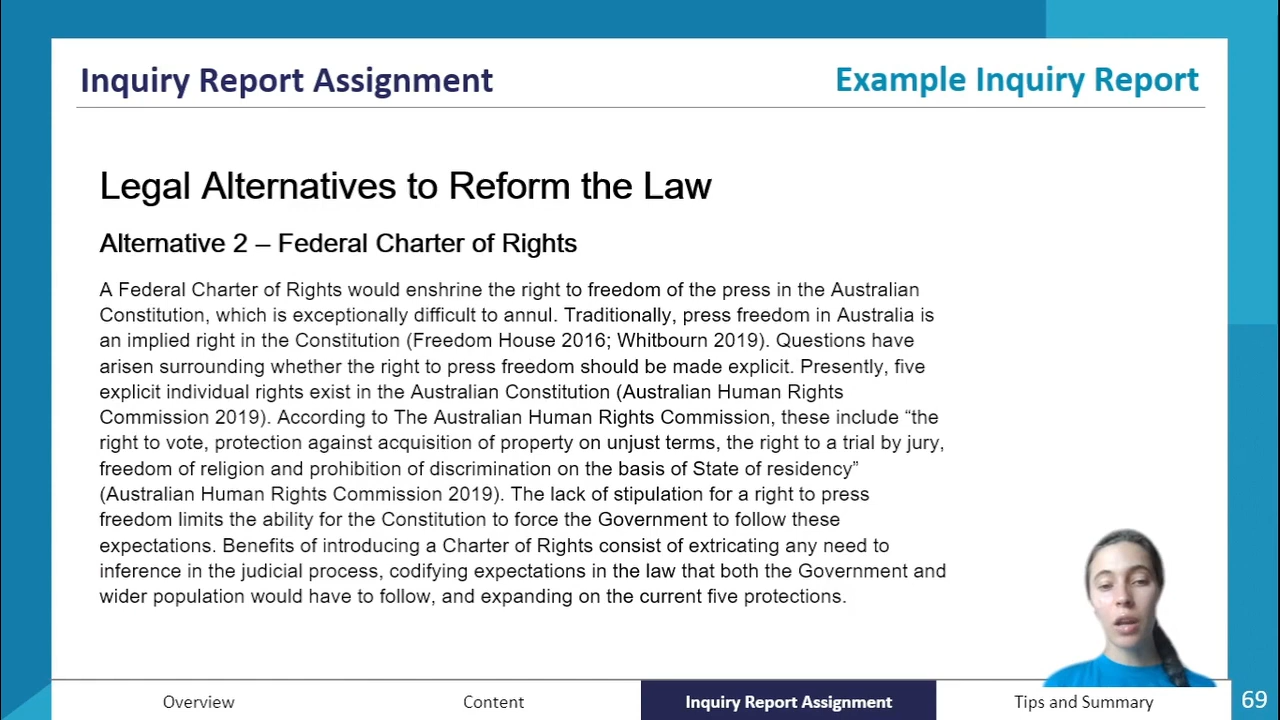 Inquiry Report Assignment
Example Inquiry Report
Legal Alternatives to Reform the Law
Alternative 2 – Federal Charter of Rights
A Federal Charter of Rights would enshrine the right to freedom of the press in the Australian
Constitution, which is exceptionally difficult to annul. Traditionally, press freedom in Australia is
an implied right in the Constitution (Freedom House 2016; Whitbourn 2019). Questions have
arisen surrounding whether the right to press freedom should be made explicit. Presently, five
explicit individual rights exist in the Australian Constitution (Australian Human Rights
Commission 2019). According to The Australian Human Rights Commission, these include “the
right to vote, protection against acquisition of property on unjust terms, the right to a trial by jury,
freedom of religion and prohibition of discrimination on the basis of State of residency”
(Australian Human Rights Commission 2019). The lack of stipulation for a right to press
freedom limits the ability for the Constitution to force the Government to follow these
expectations. Benefits of introducing a Charter of Rights consist of extricating any need to
inference in the judicial process, codifying expectations in the law that both the Government and
wider population would have to follow, and expanding on the current five protections.
Overview
Content
Inquiry Report Assignment
Tips and Summary
69